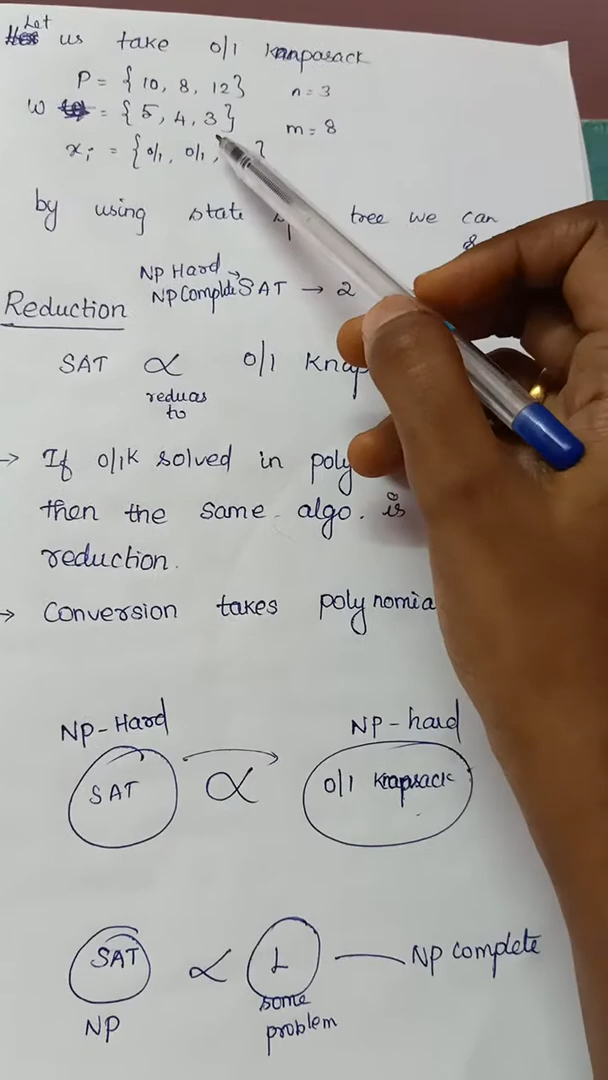 Let
us take 0/1 Knapasack
P = {10, 8, 12} n = 3
W = {5, 4, 3} m = 8
xi = {0/1, 0/1, }
by using state tree we can
8
NP Hard →
Reduction NP Complete SAT → 2
SAT ∝ 0/1 Knap
reduces
to
→ If 0/1K solved in poly
then the same algo. is
reduction.
→ Conversion takes polynomia
NP-Hard NP-hard
SAT ∝ 0/1 Knapsack
SAT ∝ L NP complete
NP some
problem